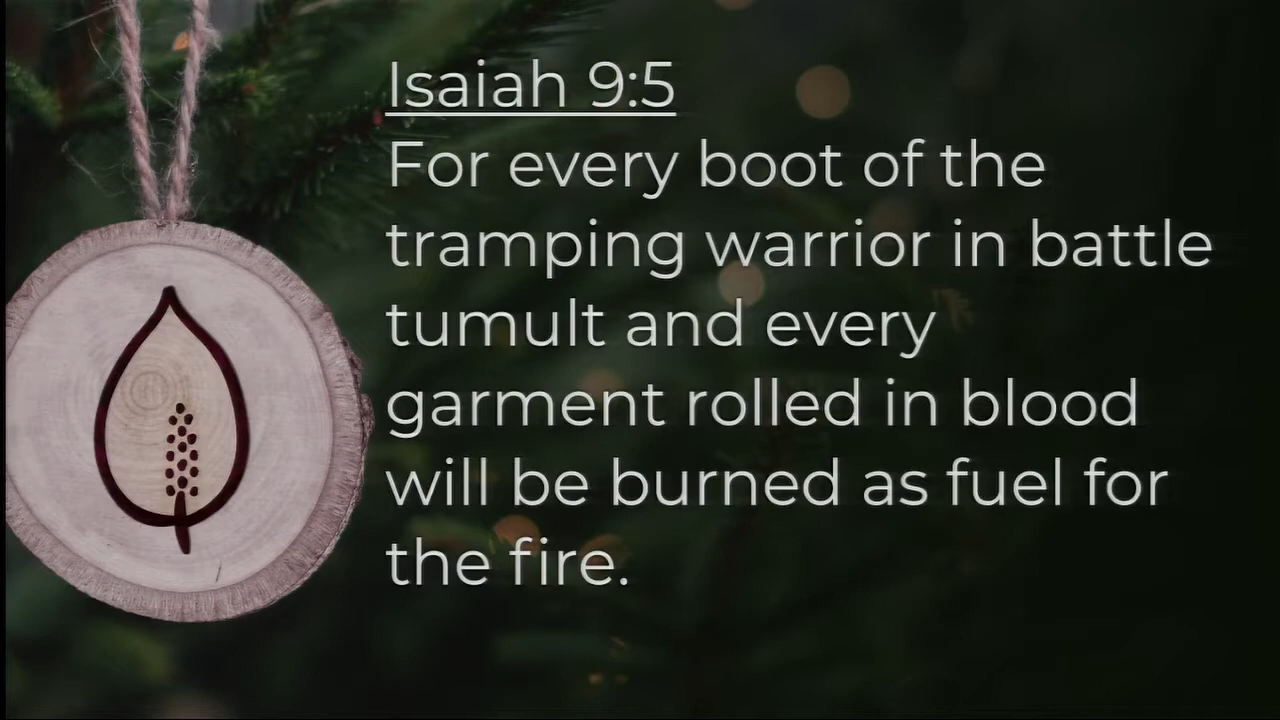 Isaiah 9:5
For every boot of the
tramping warrior in battle
tumult and every
garment rolled in blood
will be burned as fuel for
the fire.